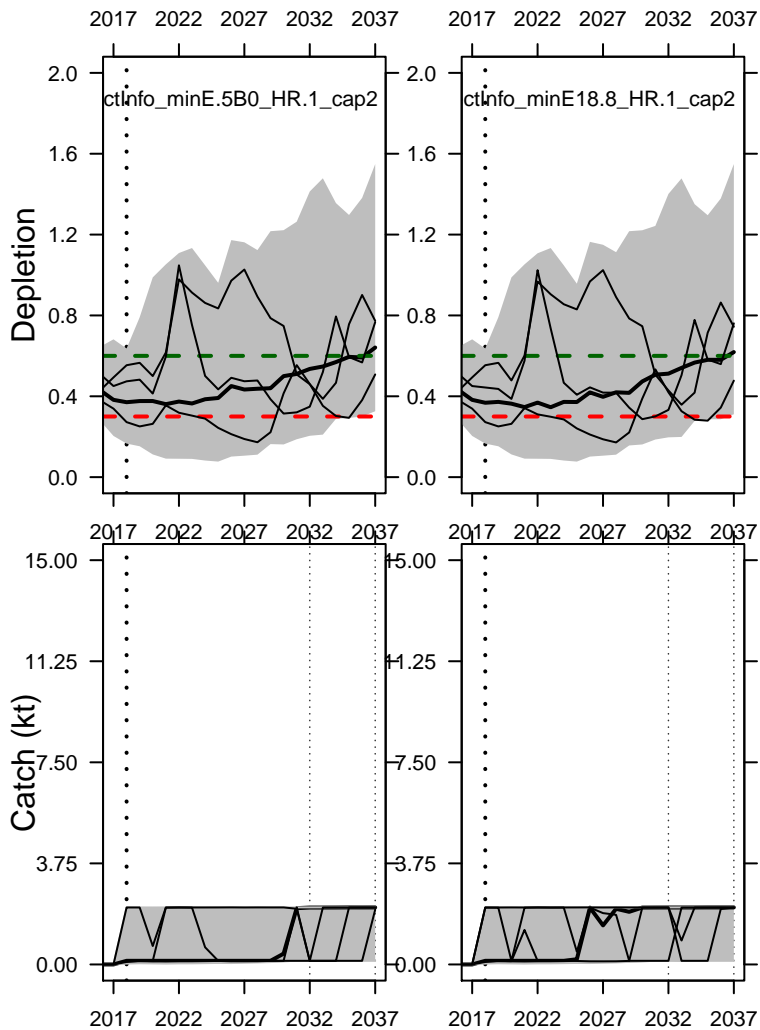 2017 2022 2027 2032 2037 2017 2022 2027 2032 2037
2.0 2.0
ctInfo_minE.5B0_HR.1_cap2 ctInfo_minE18.8_HR.1_cap2
1.6 1.6
1.2 1.2
Depletion
0.8 0.8
0.4 0.4
0.0 0.0
2017 2022 2027 2032 2037 2017 2022 2027 2032 2037
15.00 15.00
11.25 11.25
Catch (kt)
7.50 7.50
3.75 3.75
0.00 0.00
2017 2022 2027 2032 2037 2017 2022 2027 2032 2037